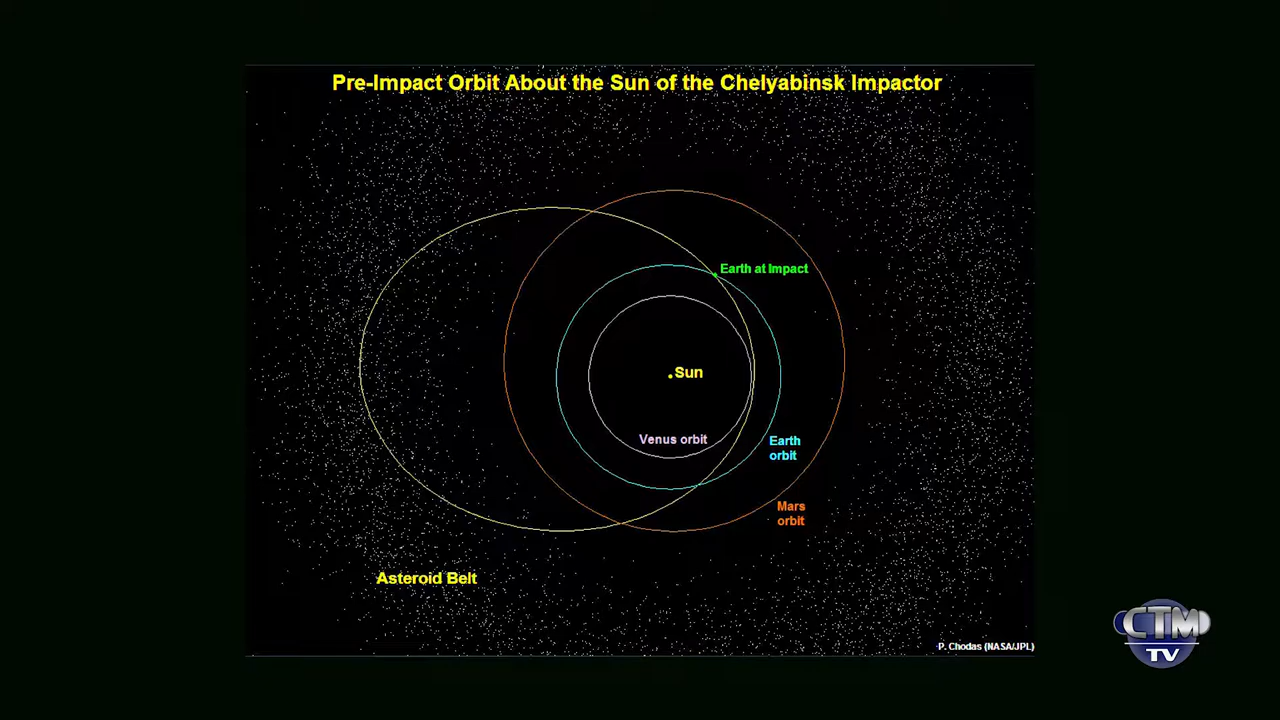 Pre-Impact Orbit About the Sun of the Chelyabinsk Impactor
Earth at Impact
Sun
Venus orbit
Earth
orbit
Mars
orbit
Asteroid Belt
P. Chodas (NASA/JPL)
CTM
TV